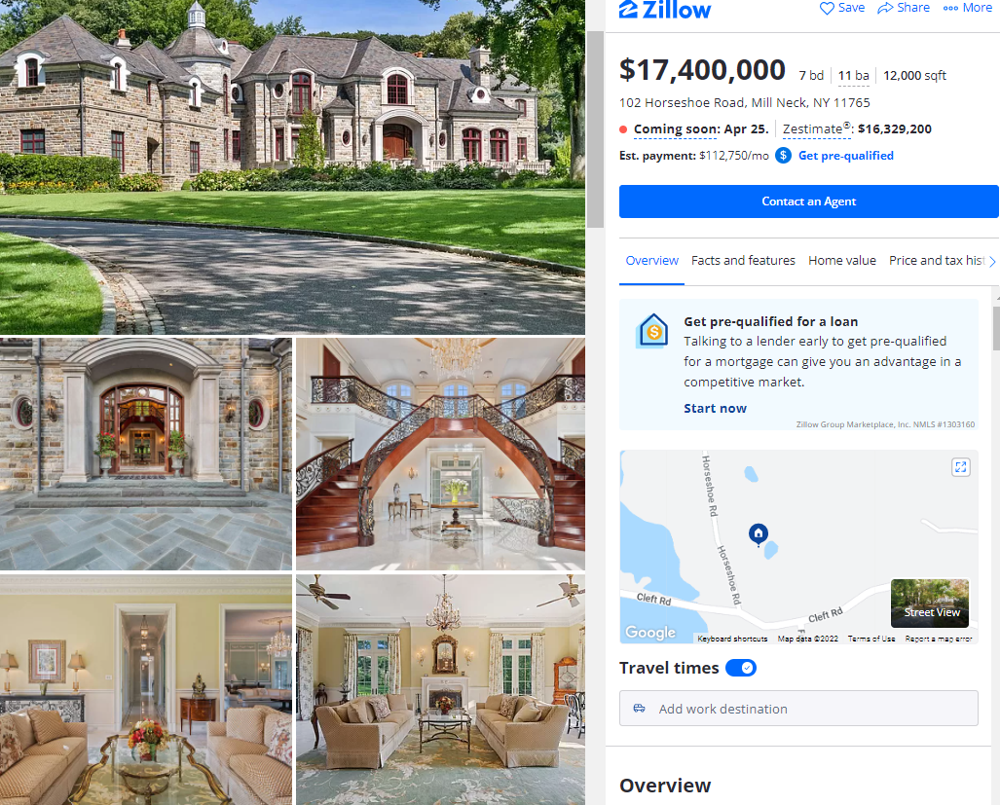 Zillow
Save Share More
$17,400,000 7 bd 11 ba 12,000 sqft
102 Horseshoe Road, Mill Neck, NY 11765
Coming soon: Apr 25. Zestimate®: $16,329,200
Est. payment: $112,750/mo $ Get pre-qualified
Contact an Agent
Overview Facts and features Home value Price and tax hist
Get pre-qualified for a loan
Talking to a lender early to get pre-qualified
for a mortgage can give you an advantage in a
competitive market.
Start now
Zillow Group Marketplace, Inc. NMLS #1303160
Horseshoe Rd
Horseshoe Rd
Cleft Rd
Cleft Rd
Street View
Google
Keyboard shortcuts Map data ©2022 Terms of Use Report a map error
Travel times
Add work destination
Overview